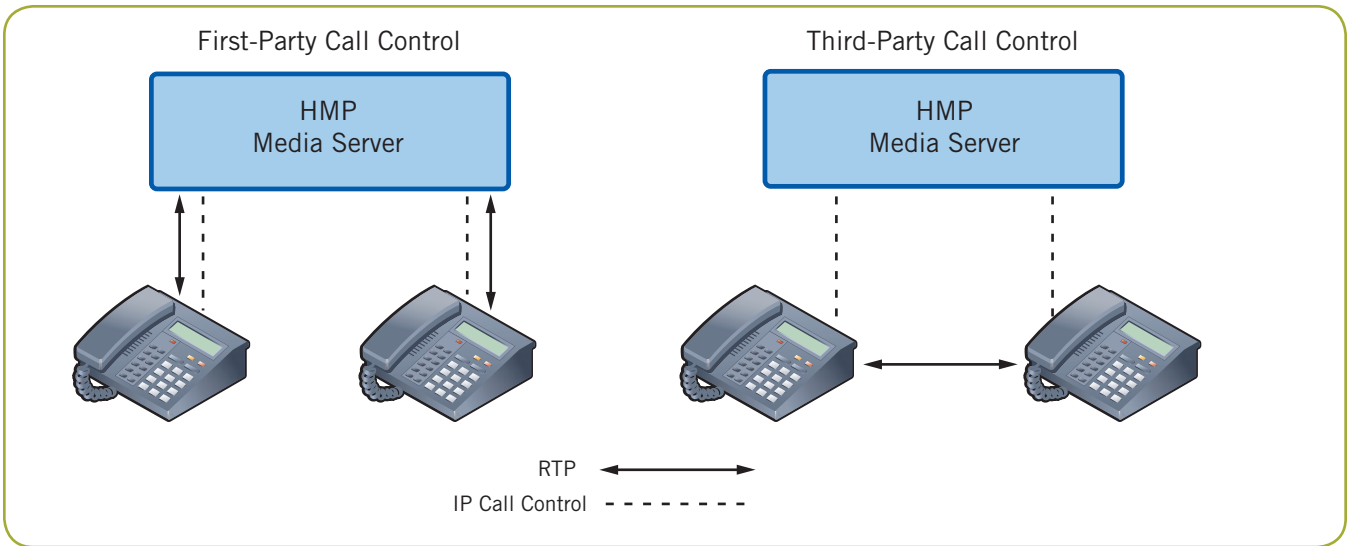 First-Party Call Control
Third-Party Call Control
HMP
Media Server
HMP
Media Server
RTP
IP Call Control